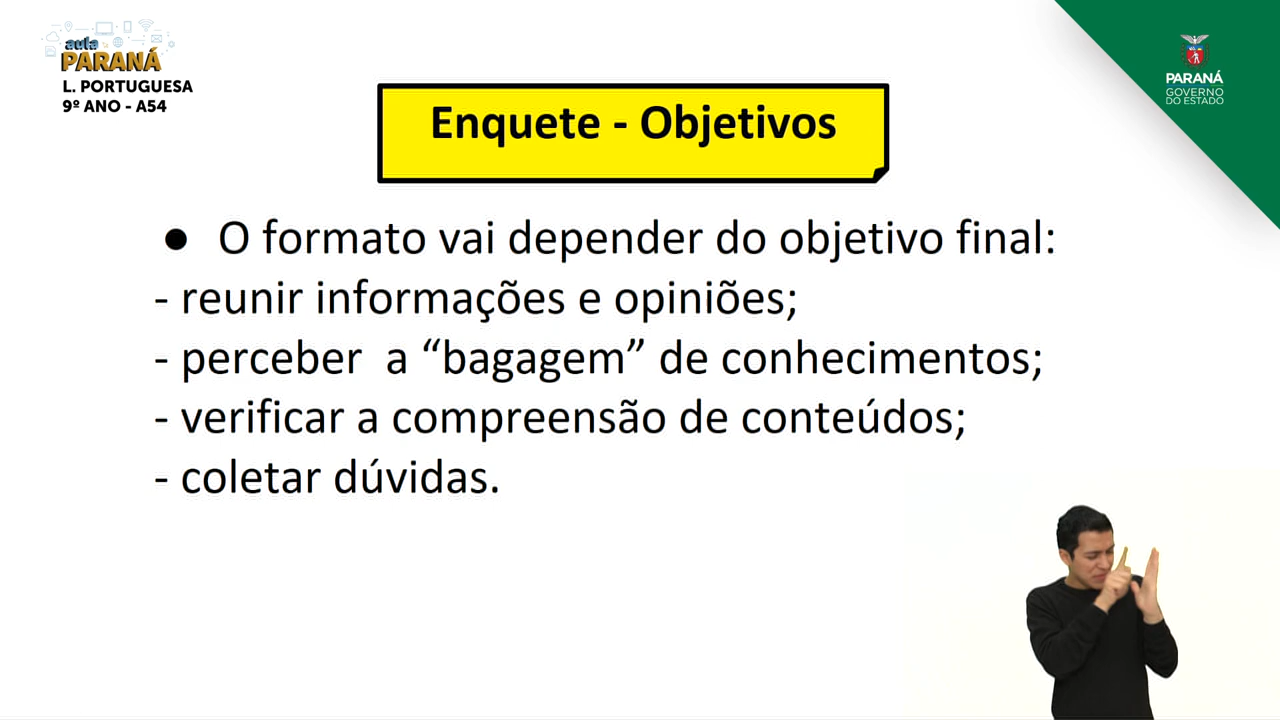 aula
PARANÁ
L. PORTUGUESA
9º ANO - A54
PARANÁ
GOVERNO
DO ESTADO
Enquete - Objetivos
● O formato vai depender do objetivo final:
- reunir informações e opiniões;
- perceber a “bagagem” de conhecimentos;
- verificar a compreensão de conteúdos;
- coletar dúvidas.